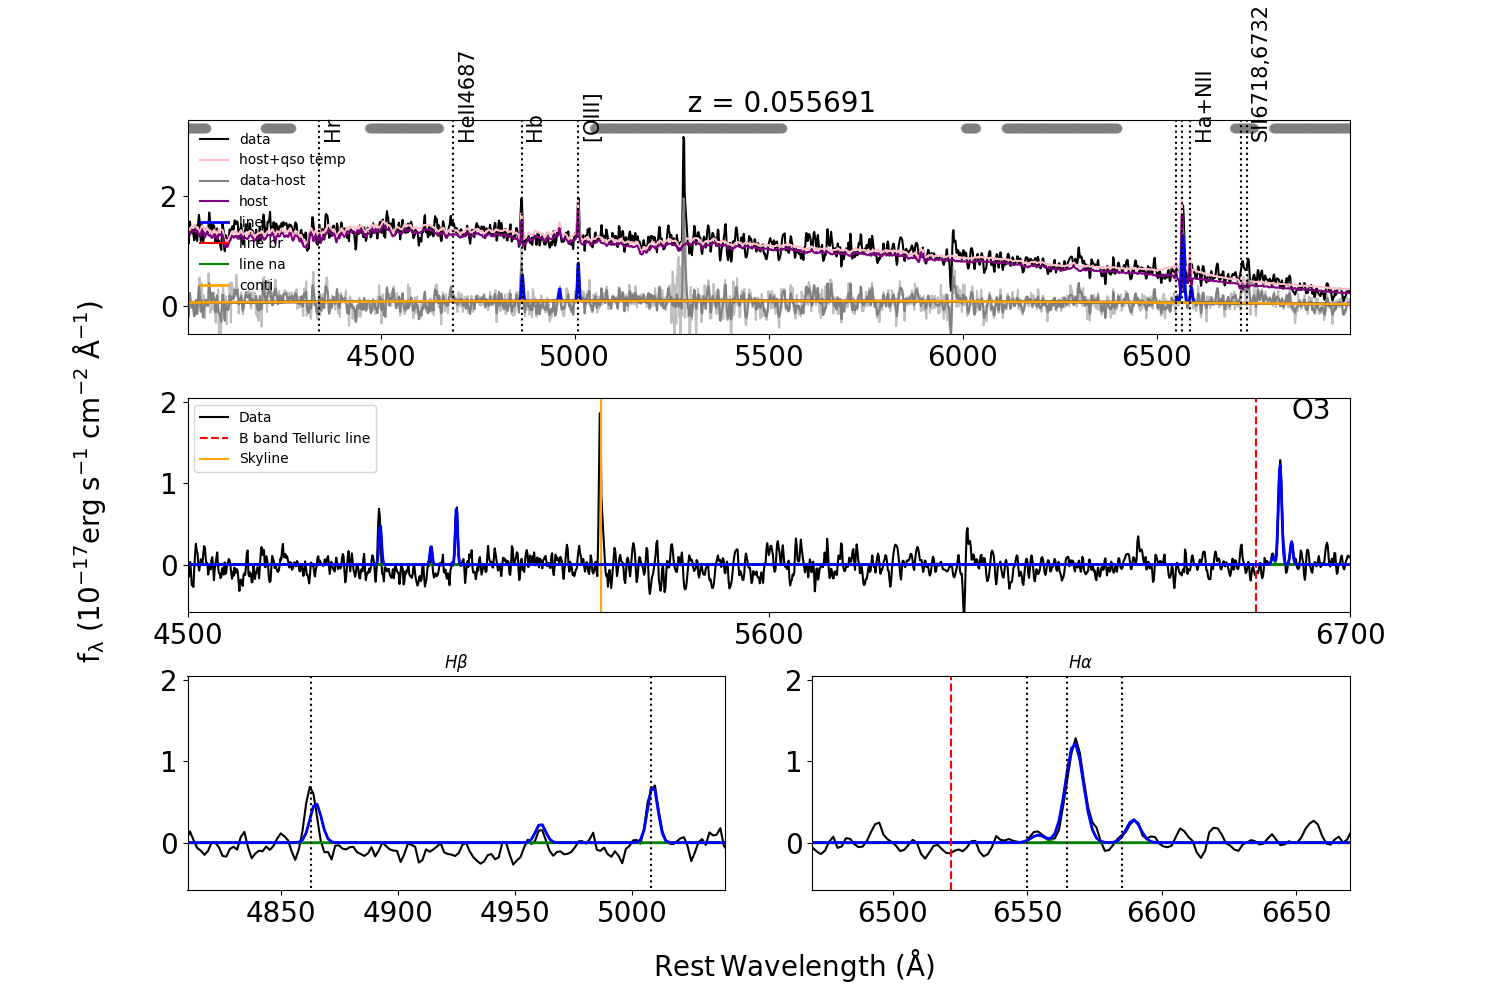 z = 0.055691
Hr
HeII4687
Hb
[OIII]
Ha+NII
SII6718,6732
data
host+qso temp
data-host
host
line
line br
line na
conti
2
0
4500
5000
5500
6000
6500
fλ (10−17erg s−1 cm−2 Å−1)
O3
Data
B band Telluric line
Skyline
2
1
0
4500
5600
6700
Hβ
2
1
0
4850
4900
4950
5000
Hα
2
1
0
6500
6550
6600
6650
Rest Wavelength (Å)